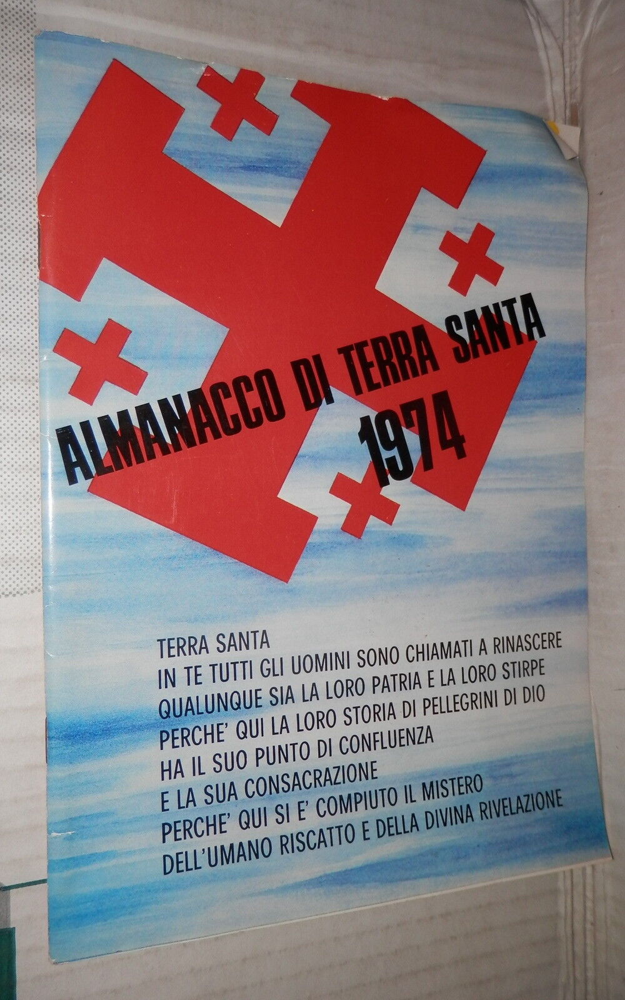 ALMANACCO DI TERRA SANTA
1974
TERRA SANTA
IN TE TUTTI GLI UOMINI SONO CHIAMATI A RINASCERE
QUALUNQUE SIA LA LORO PATRIA E LA LORO STIRPE
PERCHE' QUI LA LORO STORIA DI PELLEGRINI DI DIO
HA IL SUO PUNTO DI CONFLUENZA
E LA SUA CONSACRAZIONE
PERCHE' QUI SI E' COMPIUTO IL MISTERO
DELL'UMANO RISCATTO E DELLA DIVINA RIVELAZIONE